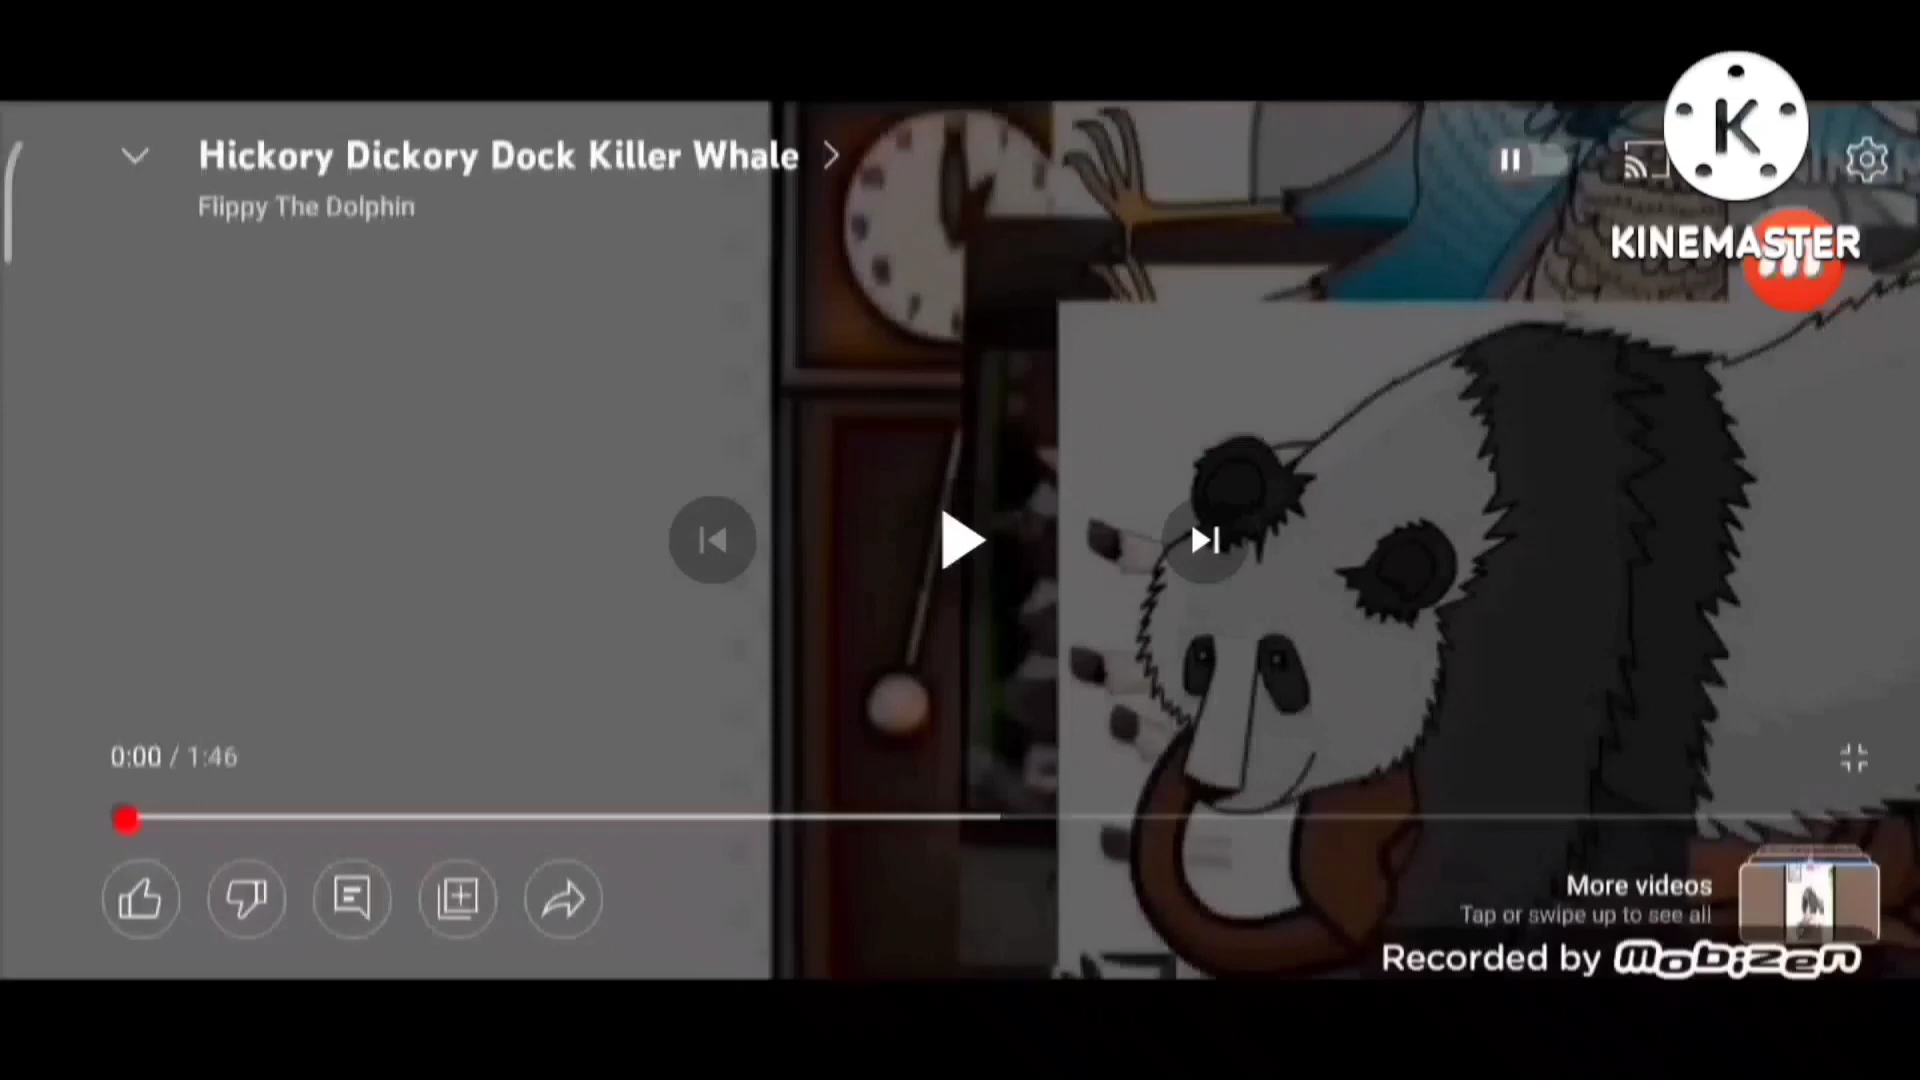 Hickory Dickory Dock Killer Whale
Flippy The Dolphin
K
KINEMASTER
0:00 / 1:46
More videos
Tap or swipe up to see all
Recorded by mobizen